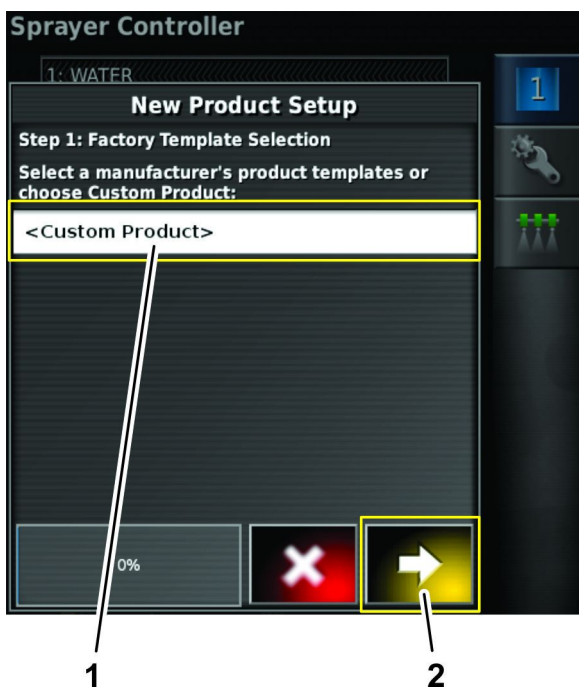 Sprayer Controller
1: WATER
1
New Product Setup
Step 1: Factory Template Selection
Select a manufacturer's product templates or
choose Custom Product:
<Custom Product>
0%
1
2